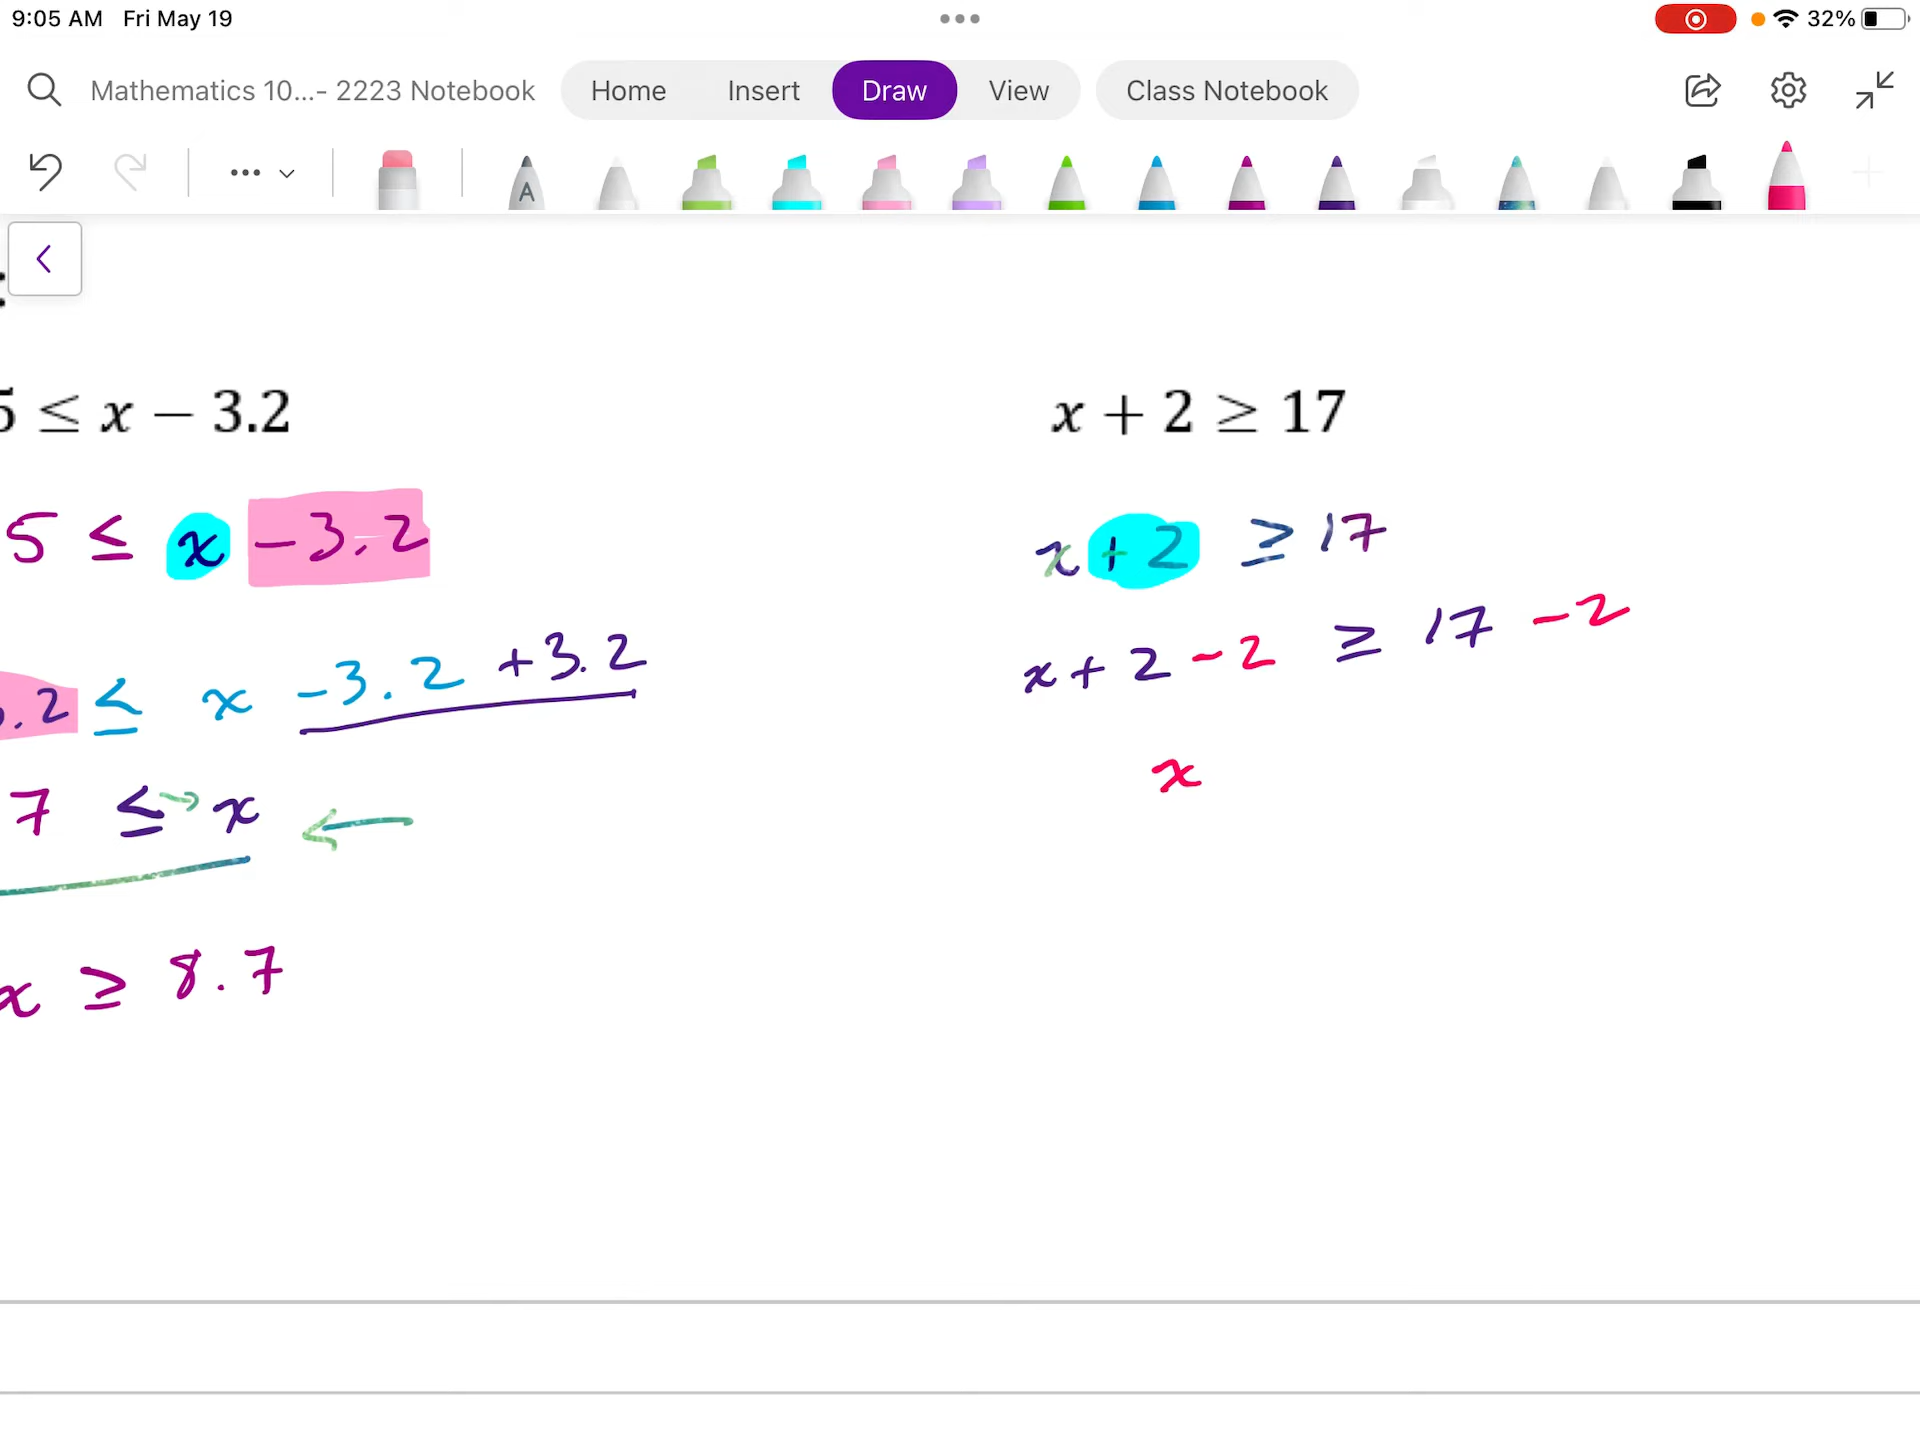 9:05 AM Fri May 19
32%
Mathematics 10...- 2223 Notebook
Home Insert Draw View Class Notebook
A
5 ≤ x − 3.2
5 ≤ x −3.2
.2 ≤ x −3.2 +3.2
7 ≤ x
x ≥ 8.7
x + 2 ≥ 17
x + 2 ≥ 17
x + 2 − 2 ≥ 17 − 2
x